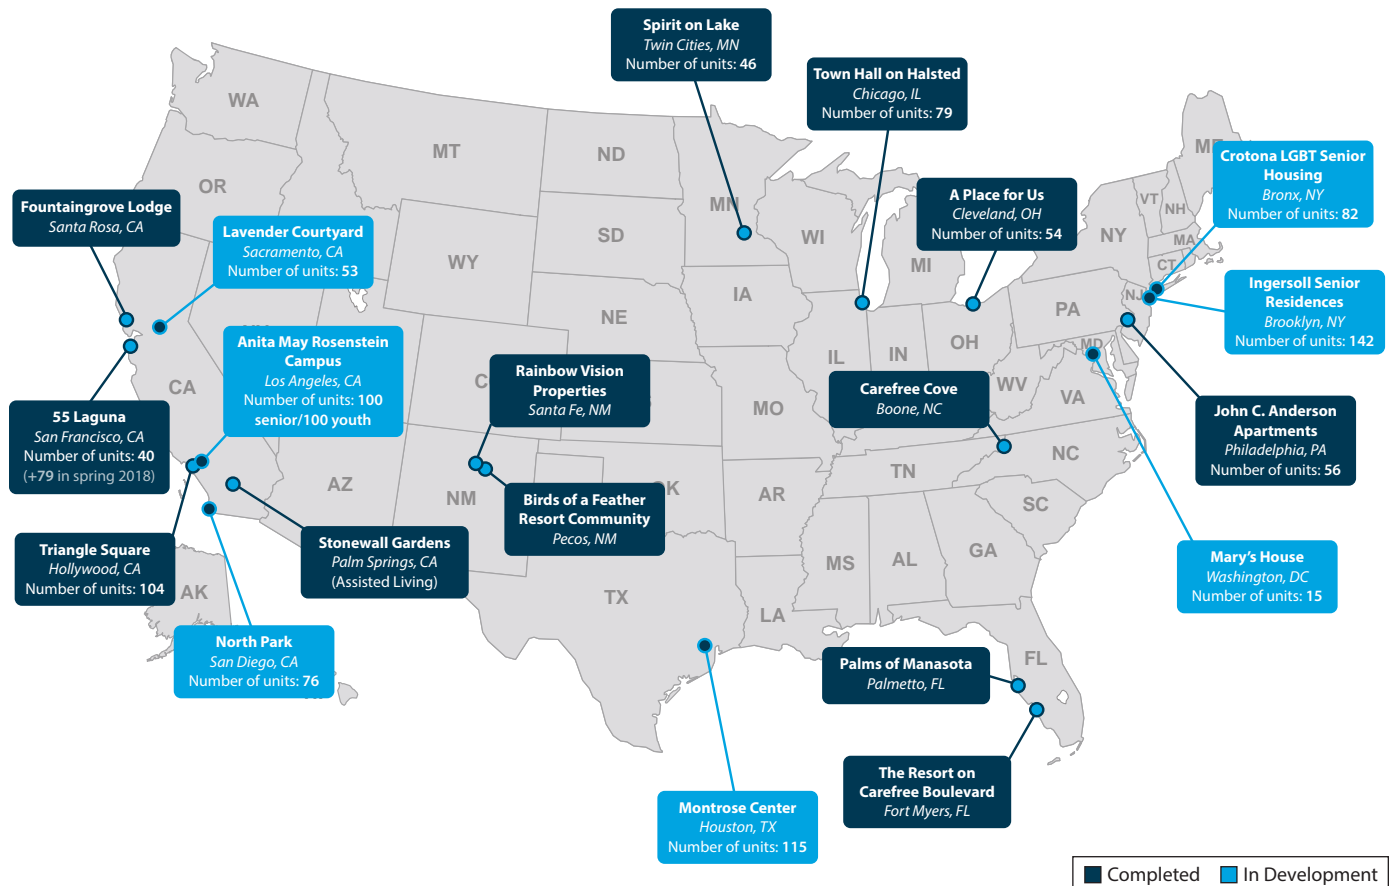 Spirit on Lake
Twin Cities, MN
Number of units: 46
Town Hall on Halsted
Chicago, IL
Number of units: 79
A Place for Us
Cleveland, OH
Number of units: 54
Crotona LGBT Senior
Housing
Bronx, NY
Number of units: 82
Ingersoll Senior
Residences
Brooklyn, NY
Number of units: 142
Fountaingrove Lodge
Santa Rosa, CA
Lavender Courtyard
Sacramento, CA
Number of units: 53
Anita May Rosenstein
Campus
Los Angeles, CA
Number of units: 100
senior/100 youth
Rainbow Vision
Properties
Santa Fe, NM
Carefree Cove
Boone, NC
John C. Anderson
Apartments
Philadelphia, PA
Number of units: 56
55 Laguna
San Francisco, CA
Number of units: 40
(+79 in spring 2018)
Birds of a Feather
Resort Community
Pecos, NM
Triangle Square
Hollywood, CA
Number of units: 104
Stonewall Gardens
Palm Springs, CA
(Assisted Living)
Mary's House
Washington, DC
Number of units: 15
North Park
San Diego, CA
Number of units: 76
Palms of Manasota
Palmetto, FL
The Resort on
Carefree Boulevard
Fort Myers, FL
Montrose Center
Houston, TX
Number of units: 115
WA
OR
CA
MT
ND
SD
WY
NE
MN
IA
WI
MI
IL
IN
OH
PA
NY
VT
NH
MA
CT
NJ
MD
WV
VA
NC
SC
TN
MO
AR
MS
AL
GA
LA
TX
NM
AZ
AK
FL
Completed
In Development